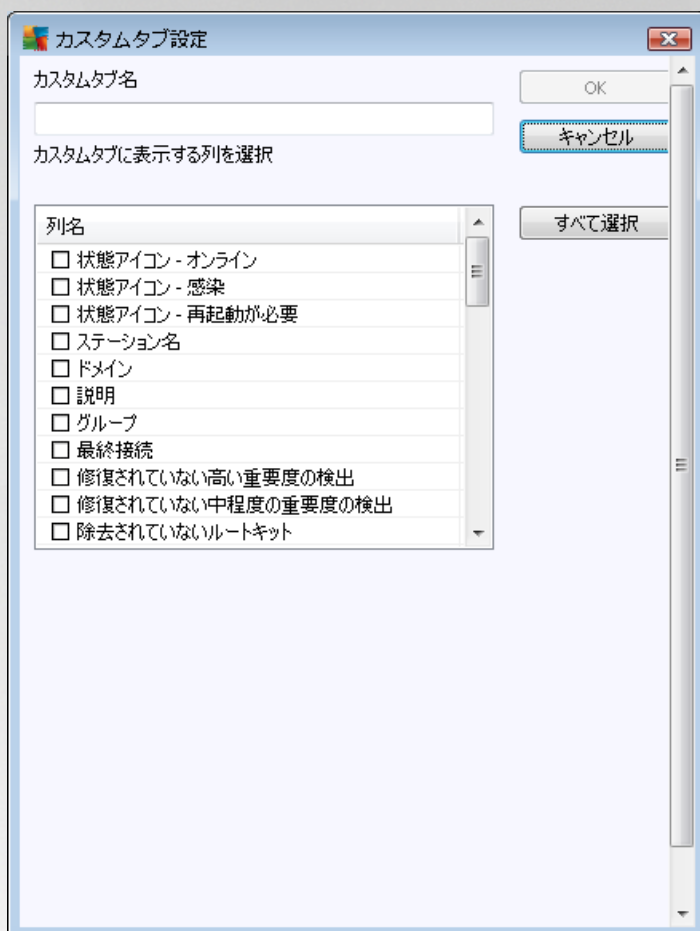 カスタムタブ設定
カスタムタブ名
OK
キャンセル
カスタムタブに表示する列を選択
すべて選択
列名
状態アイコン - オンライン
状態アイコン - 感染
状態アイコン - 再起動が必要
ステーション名
ドメイン
説明
グループ
最終接続
修復されていない高い重要度の検出
修復されていない中程度の重要度の検出
除去されていないルートキット